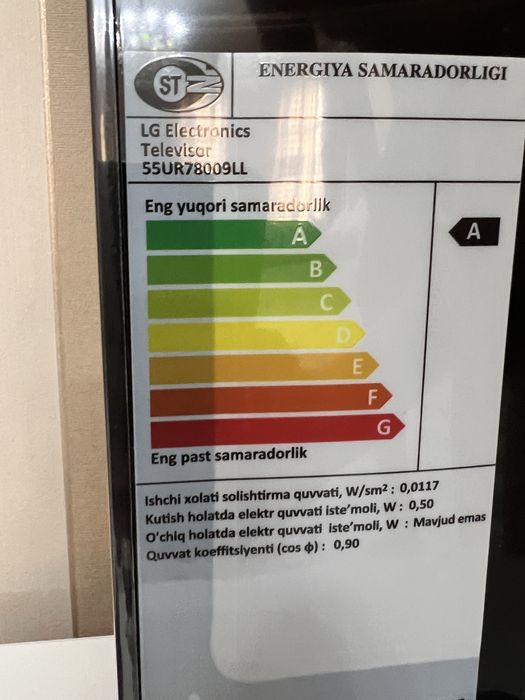 ST
ENERGIYA SAMARADORLIGI
LG Electronics
Televisor
55UR78009LL
Eng yuqori samaradorlik
A
A
B
C
D
E
F
G
Eng past samaradorlik
Ishchi xolati solishtirma quvvati, W/sm² : 0,0117
Kutish holatda elektr quvvati iste’moli, W : 0,50
O‘chiq holatda elektr quvvati iste’moli, W : Mavjud emas
Quvvat koeffitsiyenti (cos ϕ) : 0,90